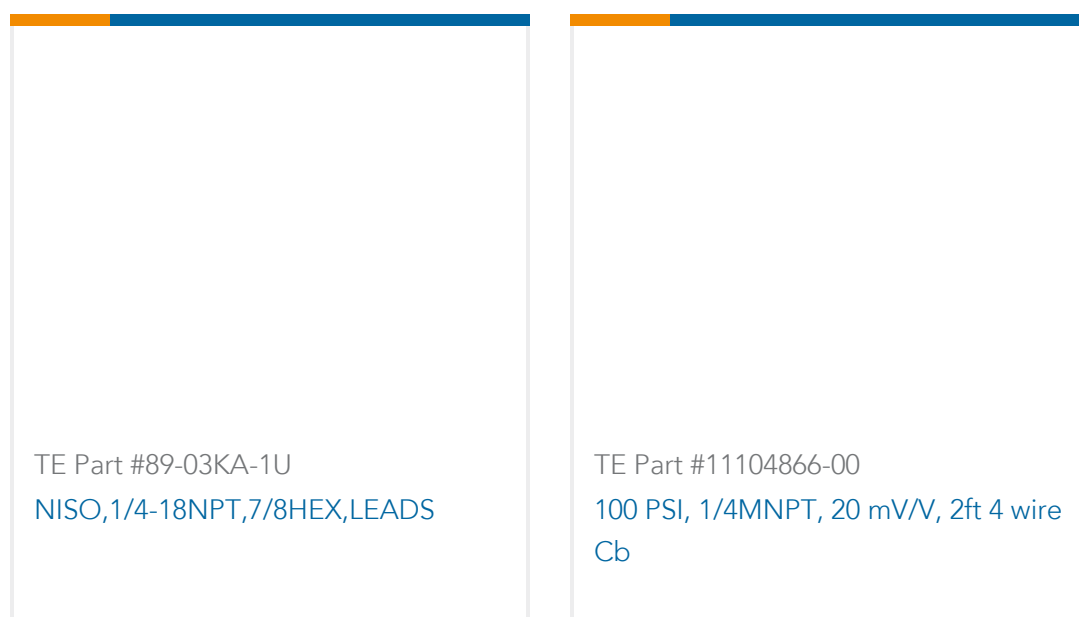 TE Part #89-03KA-1U
NISO,1/4-18NPT,7/8HEX,LEADS
TE Part #11104866-00
100 PSI, 1/4MNPT, 20 mV/V, 2ft 4 wire
Cb